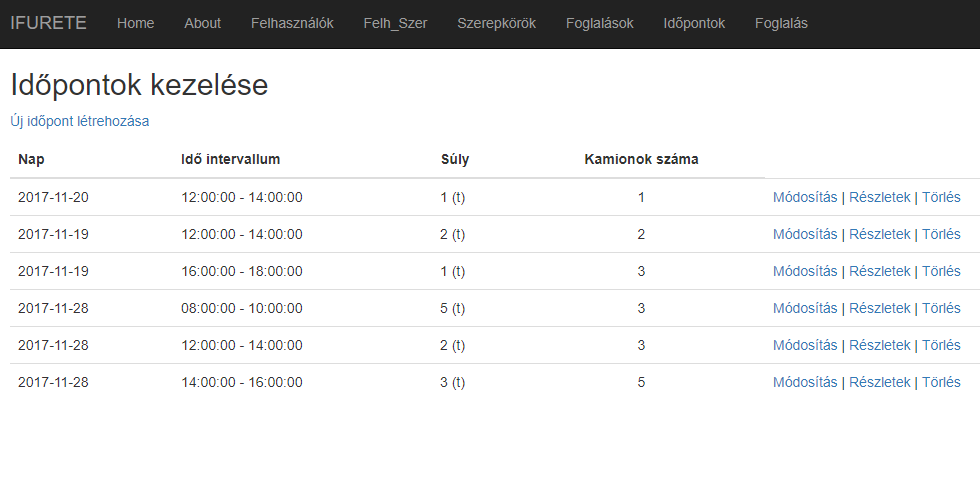 IFURETE Home About Felhasználók Felh_Szer Szerepkörök Foglalások Időpontok Foglalás
Időpontok kezelése
Új időpont létrehozása
Nap Idő intervallum Súly Kamionok száma
2017-11-20 12:00:00 - 14:00:00 1 (t) 1 Módosítás | Részletek | Törlés
2017-11-19 12:00:00 - 14:00:00 2 (t) 2 Módosítás | Részletek | Törlés
2017-11-19 16:00:00 - 18:00:00 1 (t) 3 Módosítás | Részletek | Törlés
2017-11-28 08:00:00 - 10:00:00 5 (t) 3 Módosítás | Részletek | Törlés
2017-11-28 12:00:00 - 14:00:00 2 (t) 3 Módosítás | Részletek | Törlés
2017-11-28 14:00:00 - 16:00:00 3 (t) 5 Módosítás | Részletek | Törlés